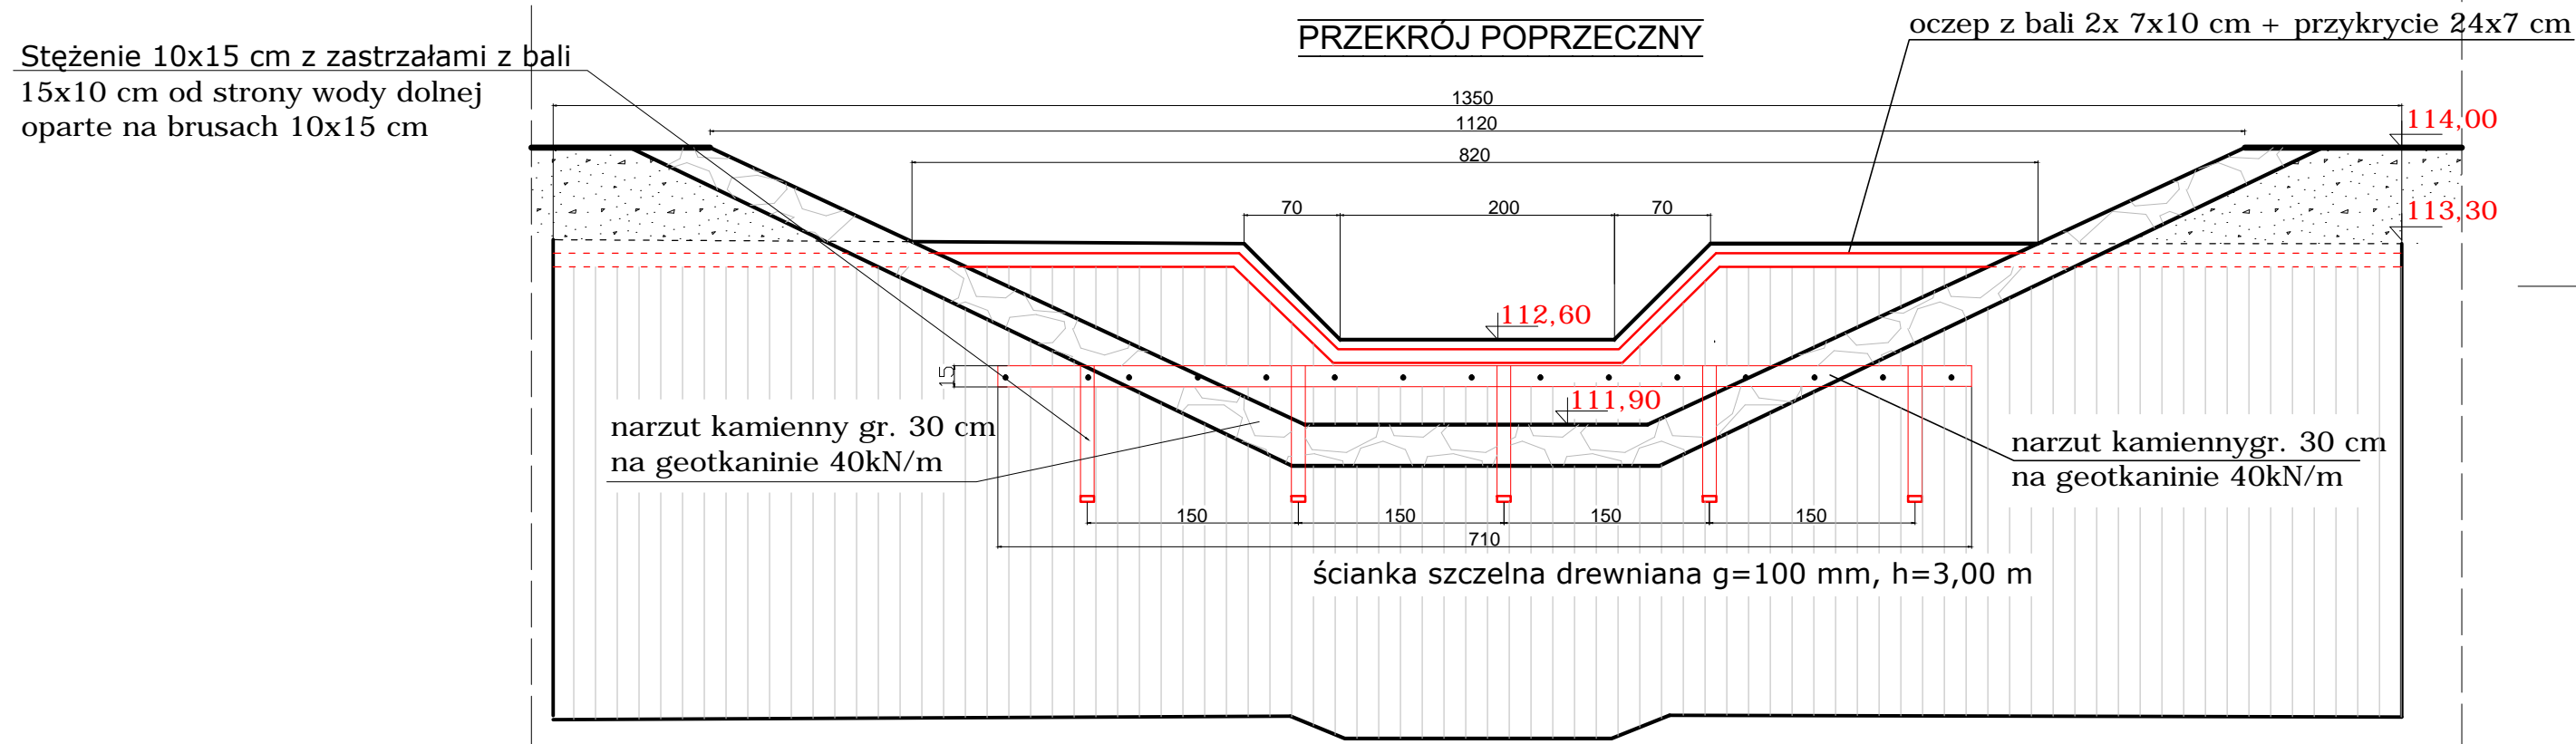 PRZEKRÓJ POPRZECZNY
oczep z bali 2x 7x10 cm + przykrycie 24x7 cm
Stężenie 10x15 cm z zastrzałami z bali
15x10 cm od strony wody dolnej
oparte na brusach 10x15 cm
1350
1120
114,00
820
70
200
70
113,30
112,60
15
111,90
narzut kamienny gr. 30 cm
na geotkaninie 40kN/m
narzut kamiennygr. 30 cm
na geotkaninie 40kN/m
150
150
150
150
710
ścianka szczelna drewniana g=100 mm, h=3,00 m